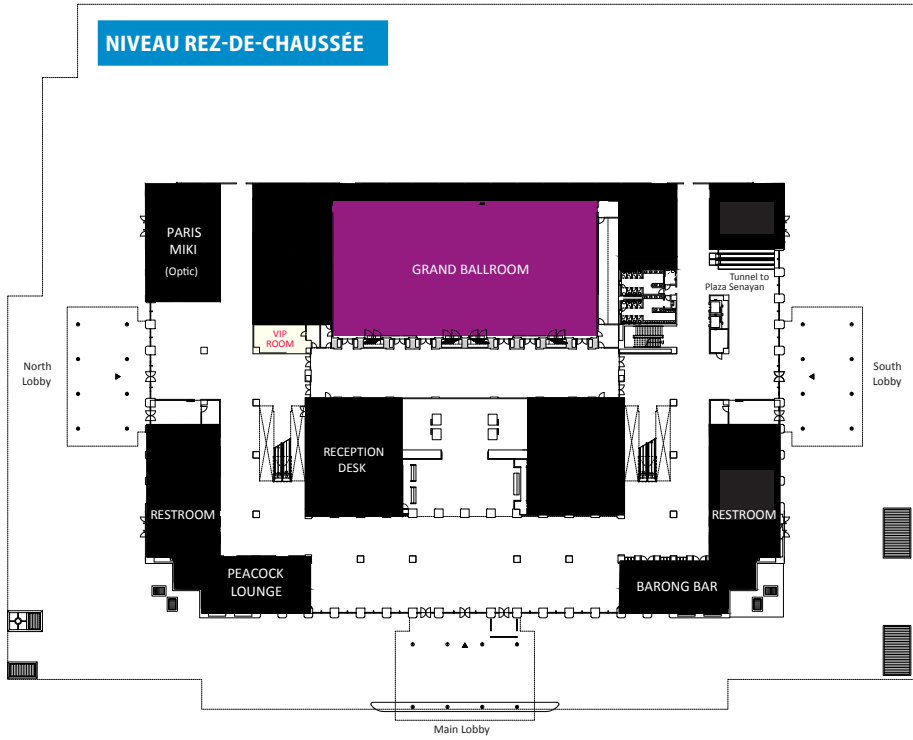 NIVEAU REZ-DE-CHAUSSÉE
PARIS
MIKI
(Optic)
GRAND BALLROOM
Tunnel to
Plaza Senayan
VIP
ROOM
North
Lobby
South
Lobby
RECEPTION
DESK
RESTROOM
RESTROOM
PEACOCK
LOUNGE
BARONG BAR
Main Lobby